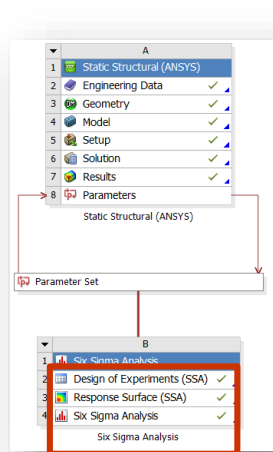 A
1 Static Structural (ANSYS)
2 Engineering Data
3 Geometry
4 Model
5 Setup
6 Solution
7 Results
8 Parameters
Static Structural (ANSYS)
Parameter Set
B
1 Six Sigma Analysis
2 Design of Experiments (SSA)
3 Response Surface (SSA)
4 Six Sigma Analysis
Six Sigma Analysis